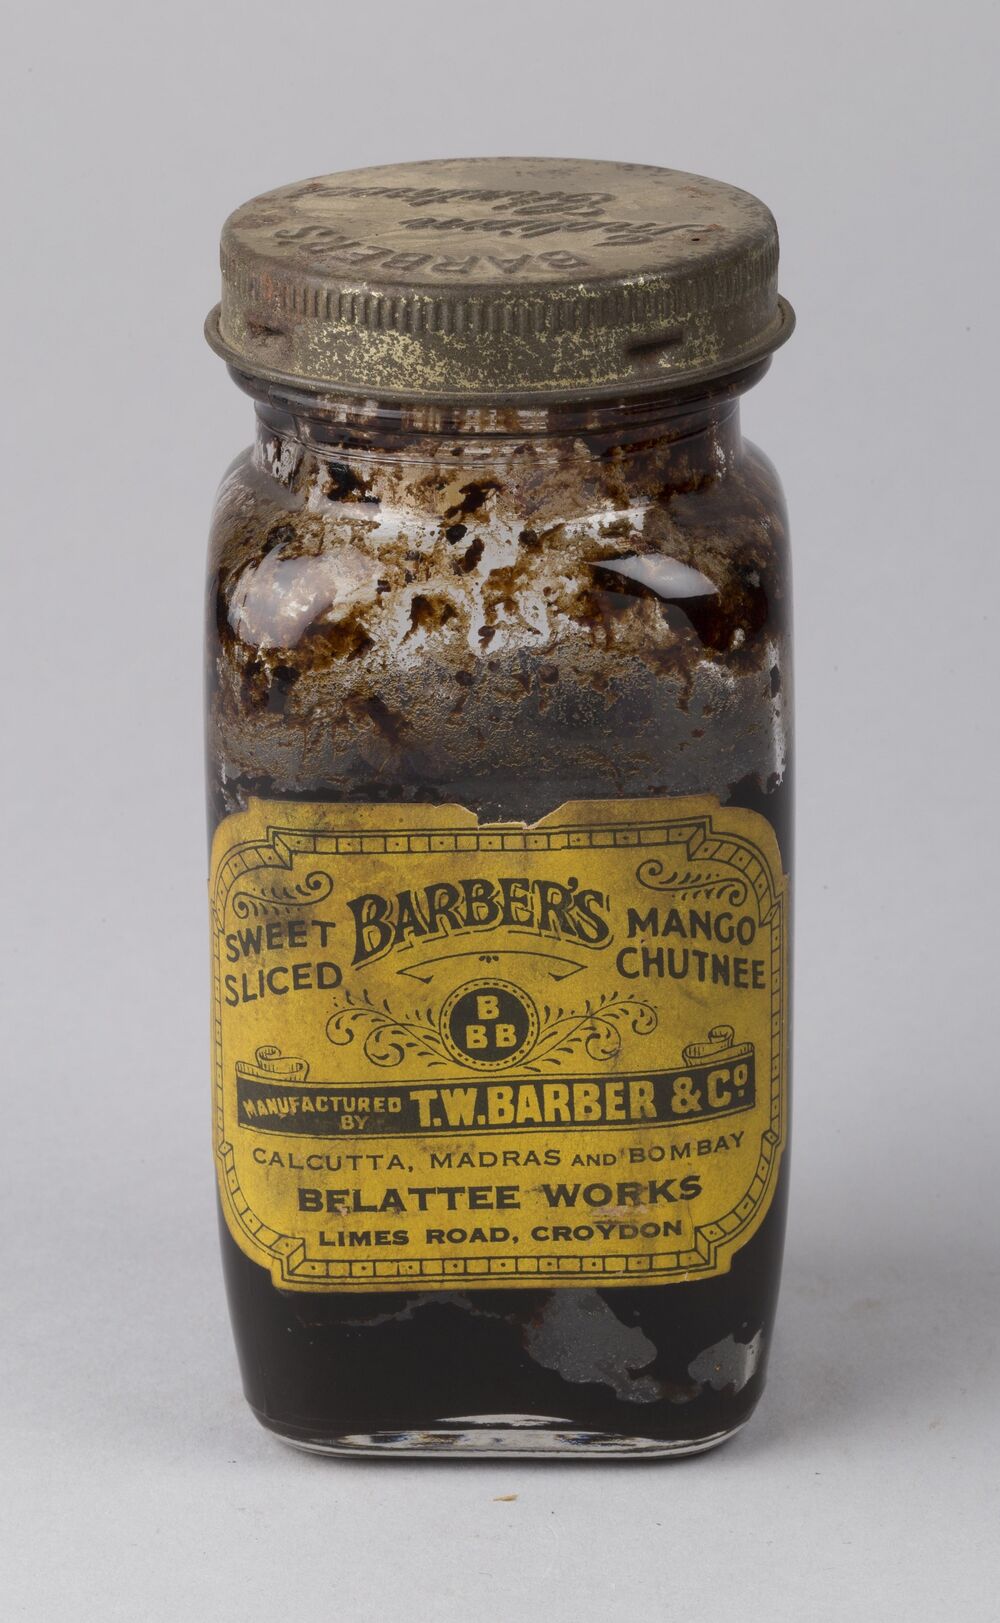 BARBER'S
Indian
SWEET
SLICED
BARBER'S
MANGO
CHUTNEE
B
BB
MANUFACTURED
BY
T.W. BARBER & Co.
CALCUTTA, MADRAS AND BOMBAY
BELATTEE WORKS
LIMES ROAD, CROYDON